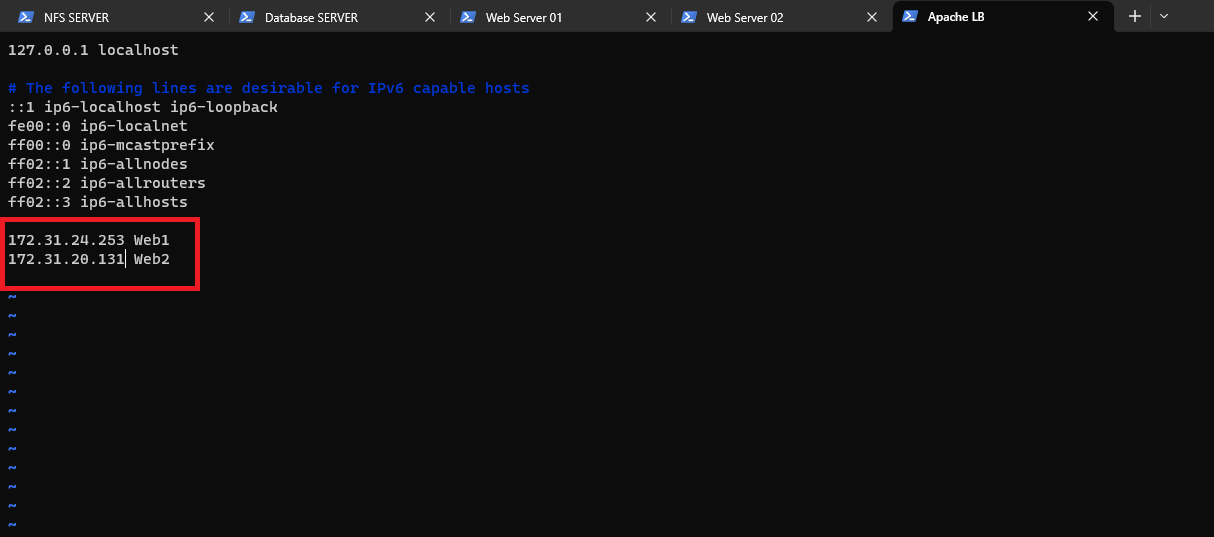 NFS SERVER
Database SERVER
Web Server 01
Web Server 02
Apache LB
127.0.0.1 localhost
# The following lines are desirable for IPv6 capable hosts
::1 ip6-localhost ip6-loopback
fe00::0 ip6-localnet
ff00::0 ip6-mcastprefix
ff02::1 ip6-allnodes
ff02::2 ip6-allrouters
ff02::3 ip6-allhosts
172.31.24.253 Web1
172.31.20.131 Web2
~
~
~
~
~
~
~
~
~
~
~
~
~